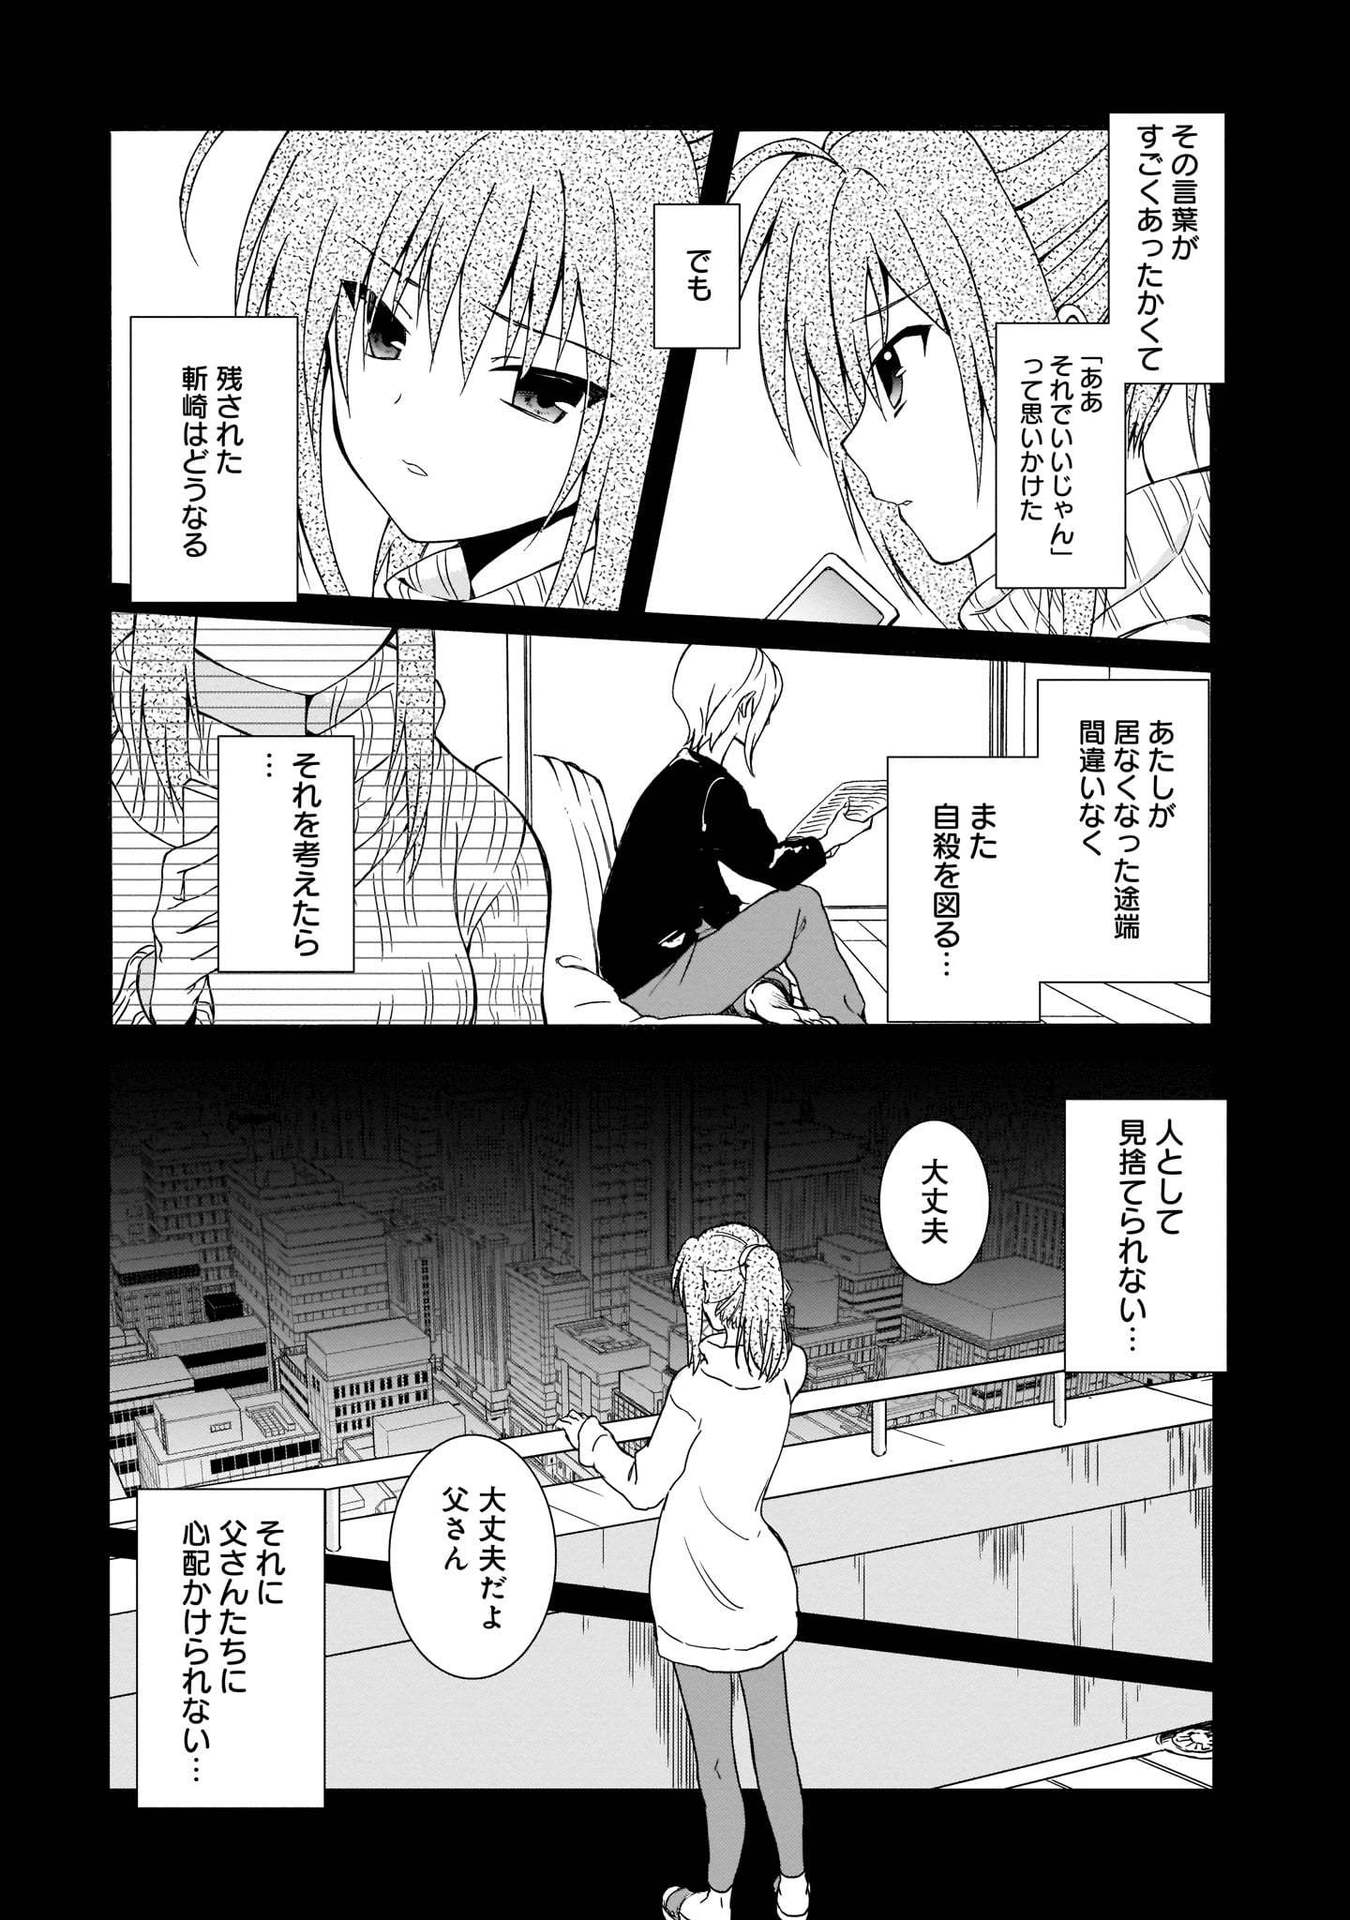 その言葉が
すごくあったかくて
「ああ
それでいいじゃん」
って思いかけた
でも
残された
斬崎はどうなる
あたしが
居なくなった途端
間違いなく
また
自殺を図る…
それを考えたら
…
人として
見捨てられない…
大丈夫
大丈夫だよ
父さん
それに
父さんたちに
心配かけられない…